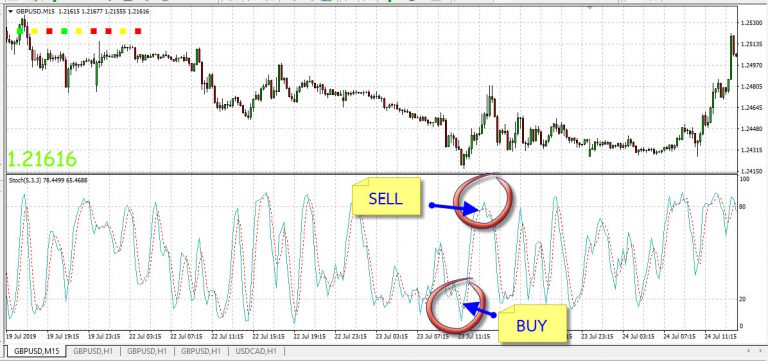 GBPUSD,M15 1.21615 1.21677 1.21555 1.21616
1.25300
1.25135
1.24970
1.24805
1.24645
1.24480
1.24315
1.24150
1.21616
Stoch(5,3,3) 78.4499 65.4688
100
80
20
0
SELL
BUY
19 Jul 2019
19 Jul 19:15
19 Jul 23:15
22 Jul 03:15
22 Jul 07:15
22 Jul 11:15
22 Jul 15:15
22 Jul 19:15
22 Jul 23:15
23 Jul 03:15
23 Jul 07:15
23 Jul 11:15
23 Jul 15:15
23 Jul 19:15
23 Jul 23:15
24 Jul 03:15
24 Jul 07:15
24 Jul 11:15
GBPUSD,M15 GBPUSD,H1 GBPUSD,H1 GBPUSD,H1 USDCAD,H1